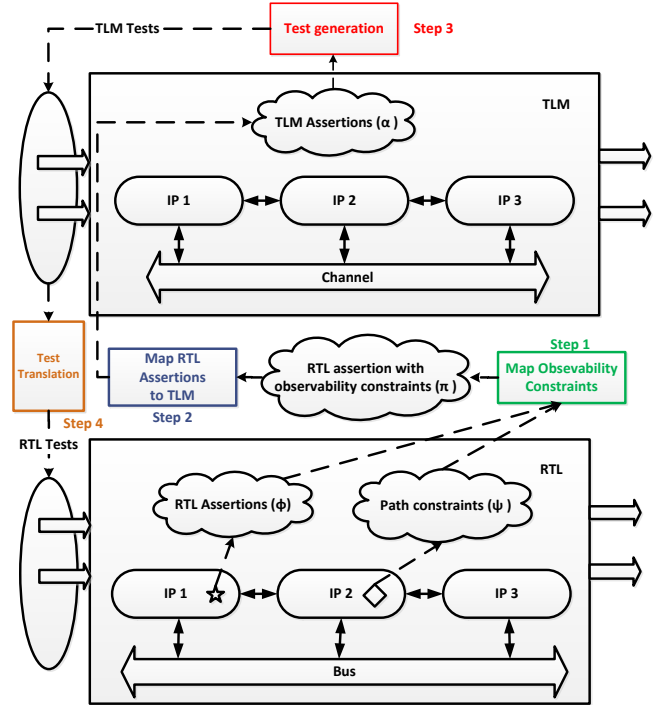 TLM Tests
Test generation
Step 3
TLM
TLM Assertions (α )
IP 1
IP 2
IP 3
Channel
Step 1
Test
Translation
Map RTL
Assertions
to TLM
RTL assertion with
observability constraints (π )
Map Obsevability
Constraints
Step 2
Step 4
RTL Tests
RTL
RTL Assertions (ϕ)
Path constraints (ψ )
IP 1
IP 2
IP 3
Bus